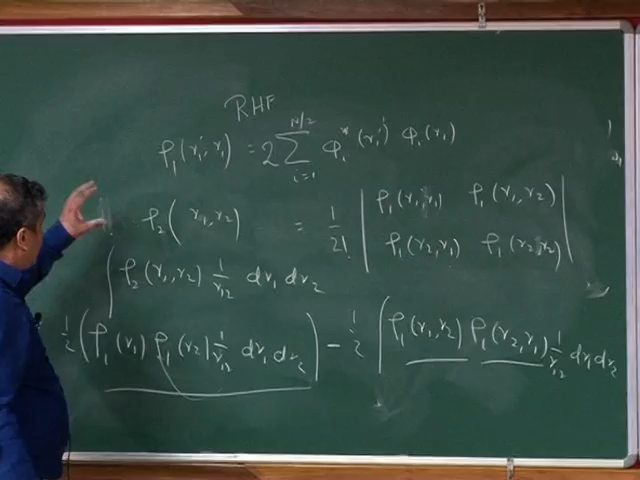 RHF
ρ₁(r₁', r₁) = 2 ∑_{i=1}^{N/2} φᵢ*(r₁') φᵢ(r₁)
ρ₂(r₁, r₂) = 1/2! | ρ₁(r₁, r₁) ρ₁(r₁, r₂) |
| ρ₁(r₂, r₁) ρ₁(r₂, r₂) |
∫ ρ₂(r₁, r₂) 1/r₁₂ dr₁ dr₂
1/2 ( ρ₁(r₁) ρ₁(r₂) 1/r₁₂ dr₁ dr₂ ) − 1/2 ∫ ρ₁(r₁, r₂) ρ₁(r₂, r₁) 1/r₁₂ dr₁ dr₂